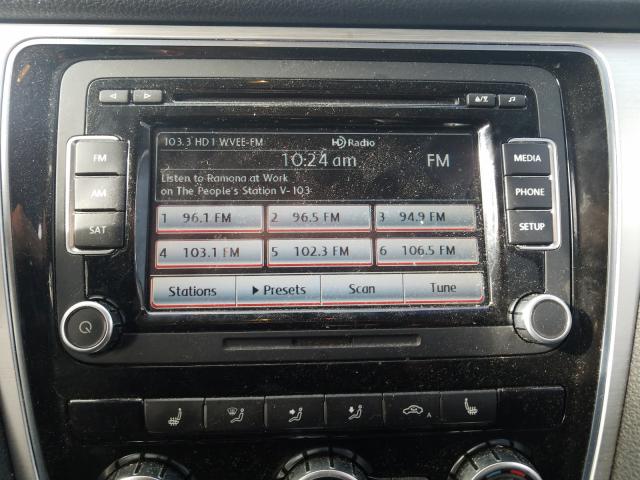 103.3 HD1 WVEE-FM HD Radio
10:24 am FM
Listen to Ramona at Work
on The People's Station V-103
1 96.1 FM 2 96.5 FM 3 94.9 FM
4 103.1 FM 5 102.3 FM 6 106.5 FM
Stations Presets Scan Tune
FM
AM
SAT
MEDIA
PHONE
SETUP
A